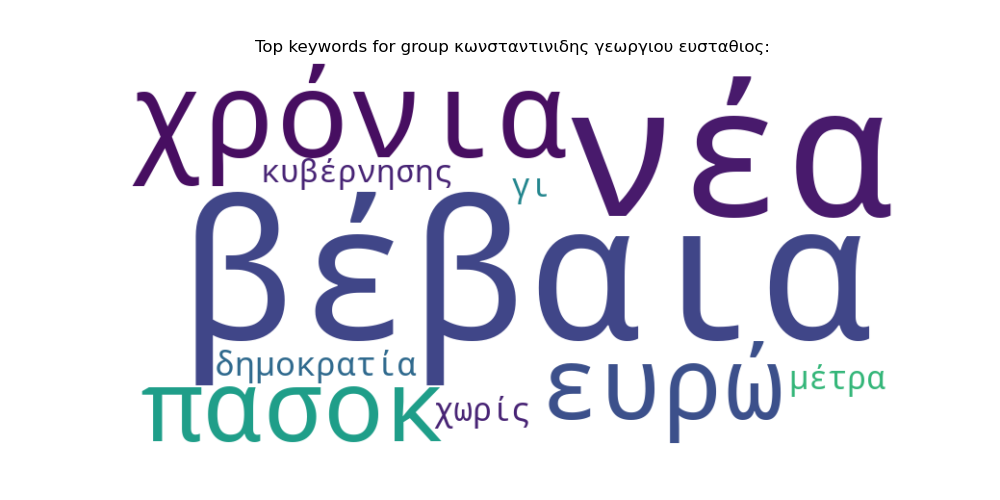 Top keywords for group κωνσταντινιδης γεωργιου ευσταθιος:
χρόνια
νέα
κυβέρνησης
γι
βέβαια
δημοκρατία
ευρώ
μέτρα
πασοκ
χωρίς